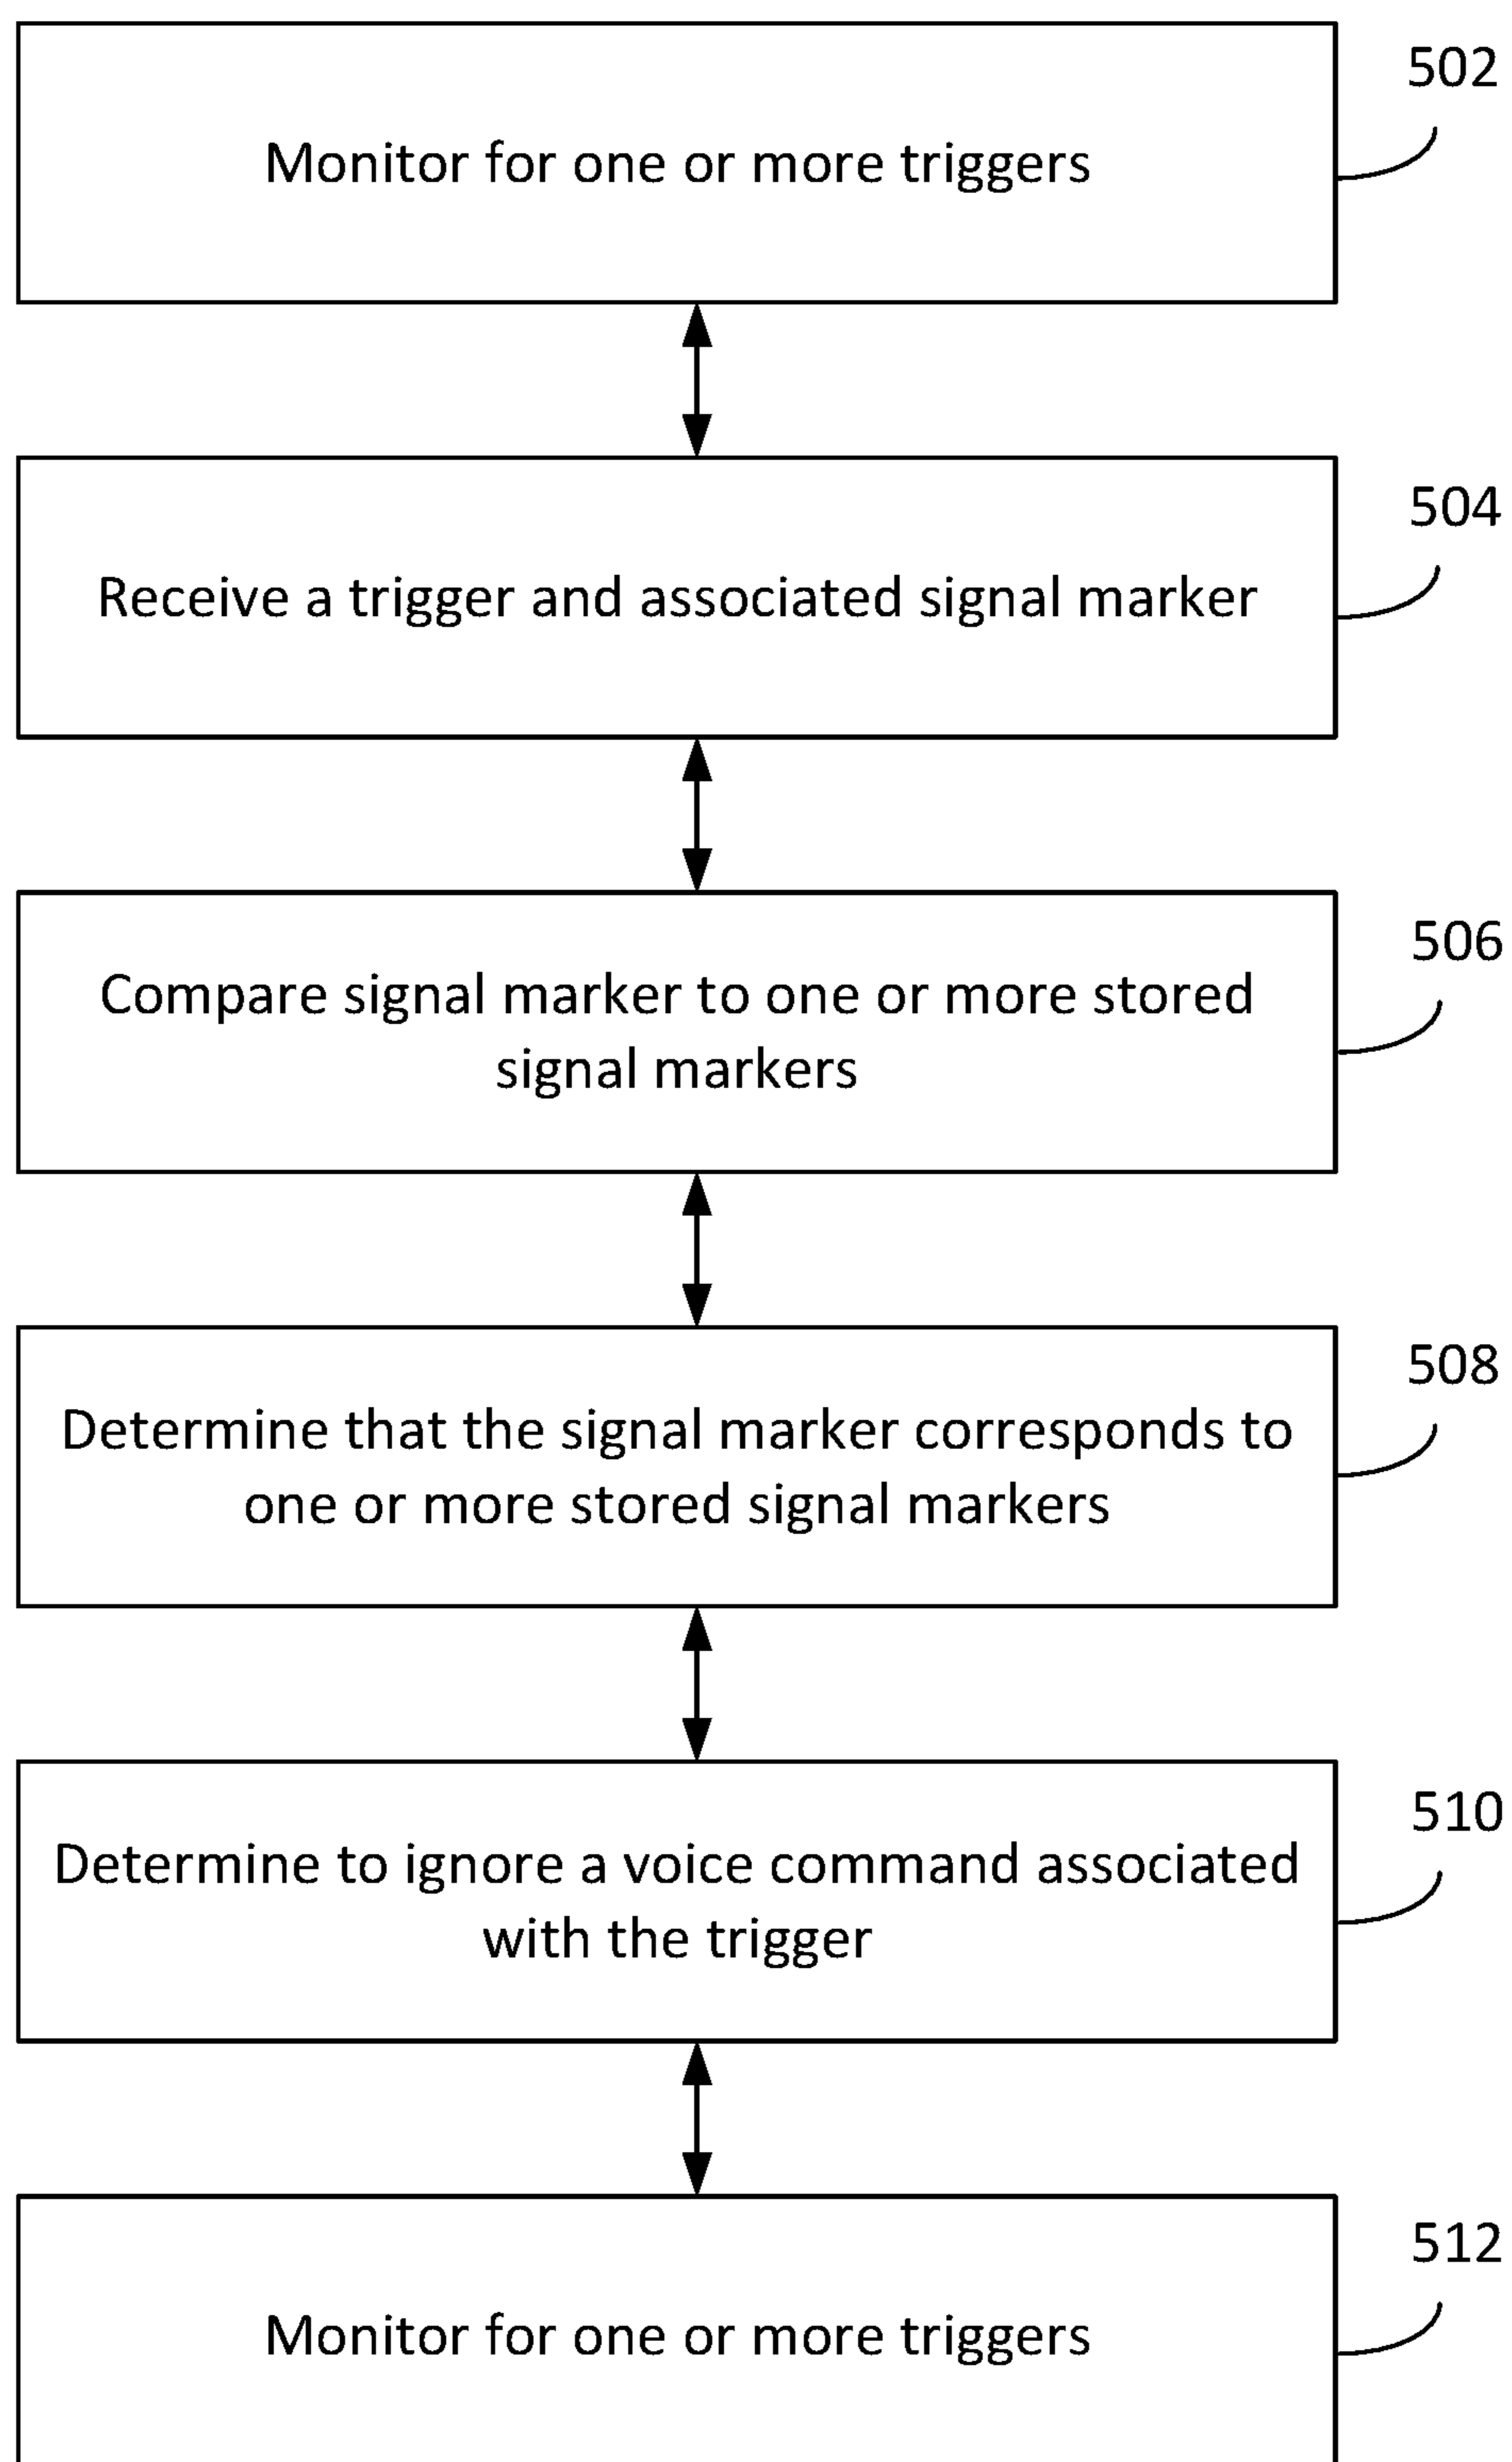 502
Monitor for one or more triggers
504
Receive a trigger and associated signal marker
506
Compare signal marker to one or more stored
signal markers
508
Determine that the signal marker corresponds to
one or more stored signal markers
510
Determine to ignore a voice command associated
with the trigger
512
Monitor for one or more triggers